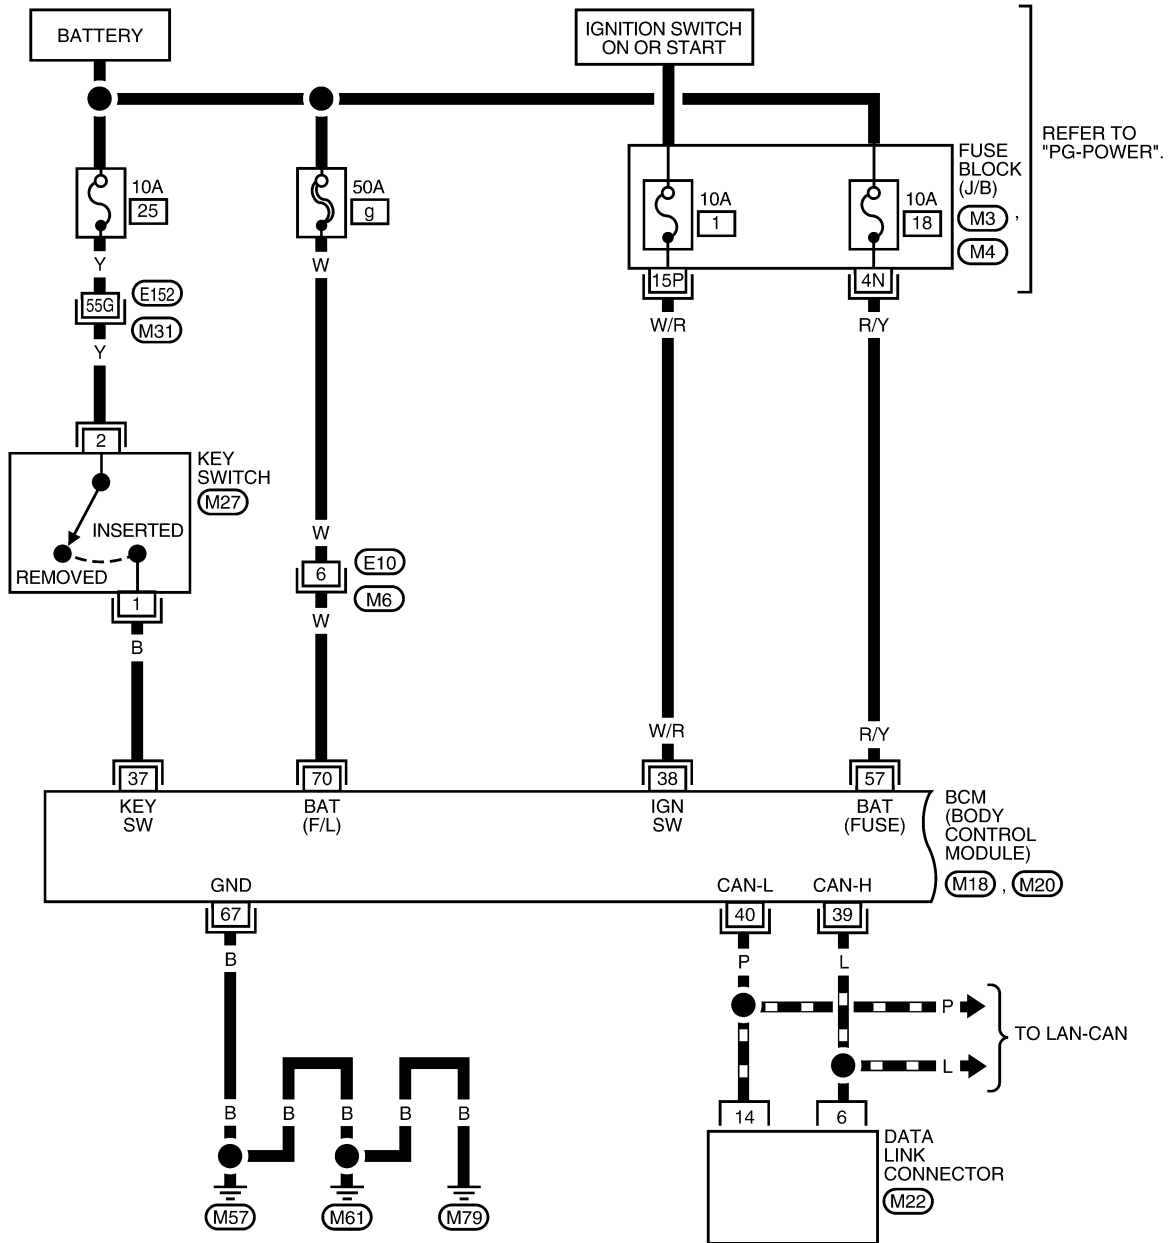 BATTERY
IGNITION SWITCH
ON OR START
REFER TO
"PG-POWER".
FUSE
BLOCK
(J/B)
M3 ,
M4
10A
25
50A
g
10A
1
10A
18
Y
W
15P
4N
55G
E152
M31
W/R
R/Y
Y
2
KEY
SWITCH
M27
INSERTED
REMOVED
W
6
E10
M6
1
W
B
W/R
R/Y
37
70
38
57
KEY
SW
BAT
(F/L)
IGN
SW
BAT
(FUSE)
BCM
(BODY
CONTROL
MODULE)
M18 , M20
GND
CAN-L
CAN-H
67
40
39
B
P
L
P
L
TO LAN-CAN
B
B
B
B
B
14
6
DATA
LINK
CONNECTOR
M22
M57
M61
M79